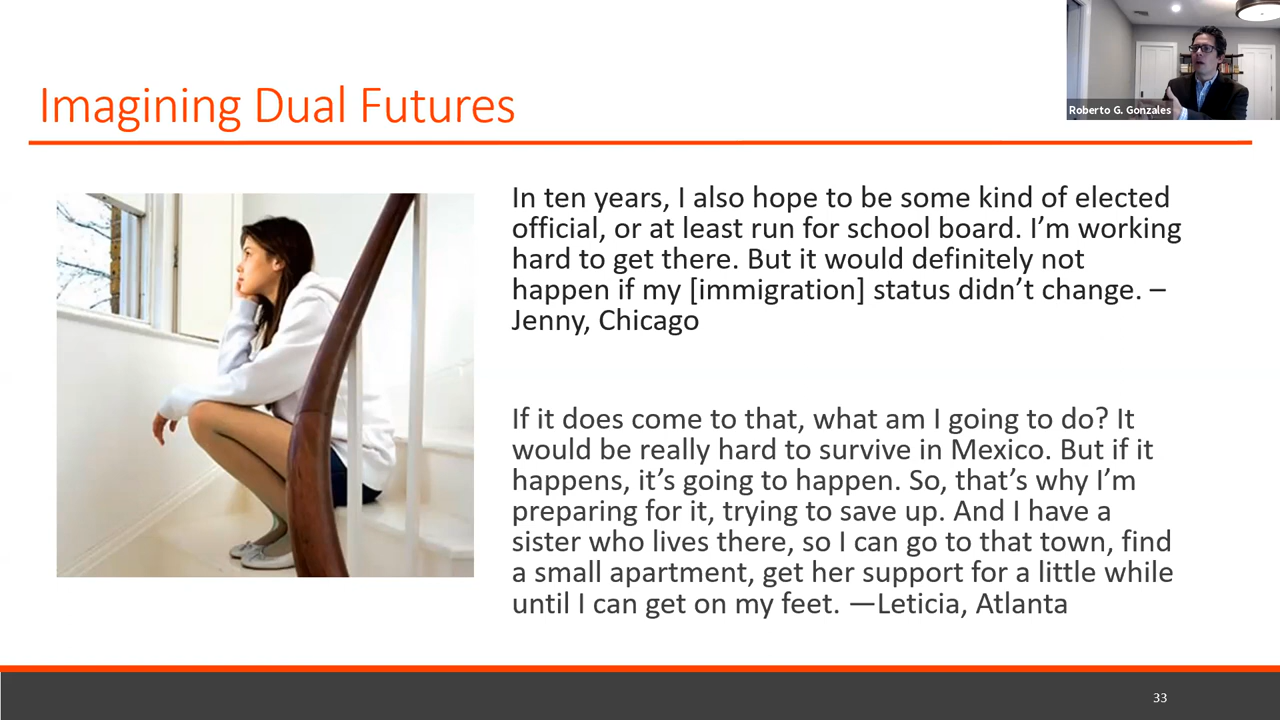 Imagining Dual Futures
Roberto G. Gonzales
In ten years, I also hope to be some kind of elected
official, or at least run for school board. I’m working
hard to get there. But it would definitely not
happen if my [immigration] status didn’t change. –
Jenny, Chicago
If it does come to that, what am I going to do? It
would be really hard to survive in Mexico. But if it
happens, it’s going to happen. So, that’s why I’m
preparing for it, trying to save up. And I have a
sister who lives there, so I can go to that town, find
a small apartment, get her support for a little while
until I can get on my feet. —Leticia, Atlanta
33